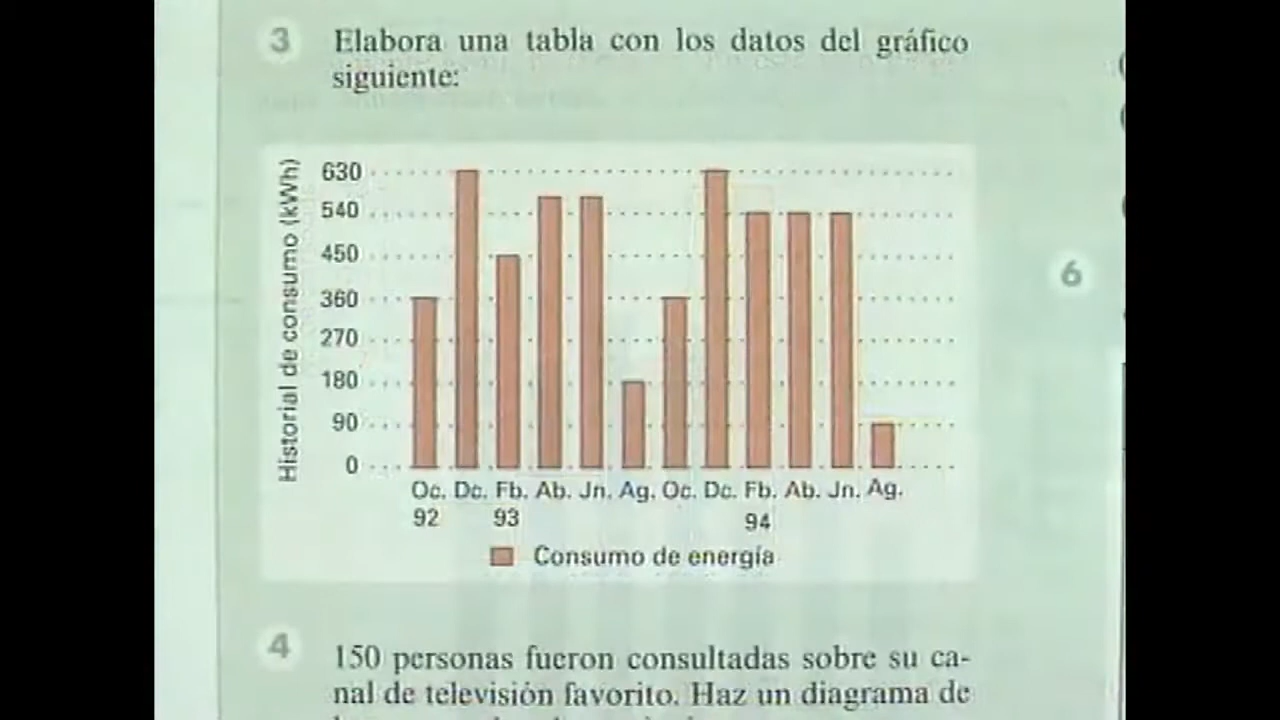 3 Elabora una tabla con los datos del gráfico
siguiente:
Historial de consumo (kWh)
630
540
450
360
270
180
90
0
Oc. Dc. Fb. Ab. Jn. Ag. Oc. Dc. Fb. Ab. Jn. Ag.
92 93 94
Consumo de energía
6
4 150 personas fueron consultadas sobre su ca-
nal de televisión favorito. Haz un diagrama de